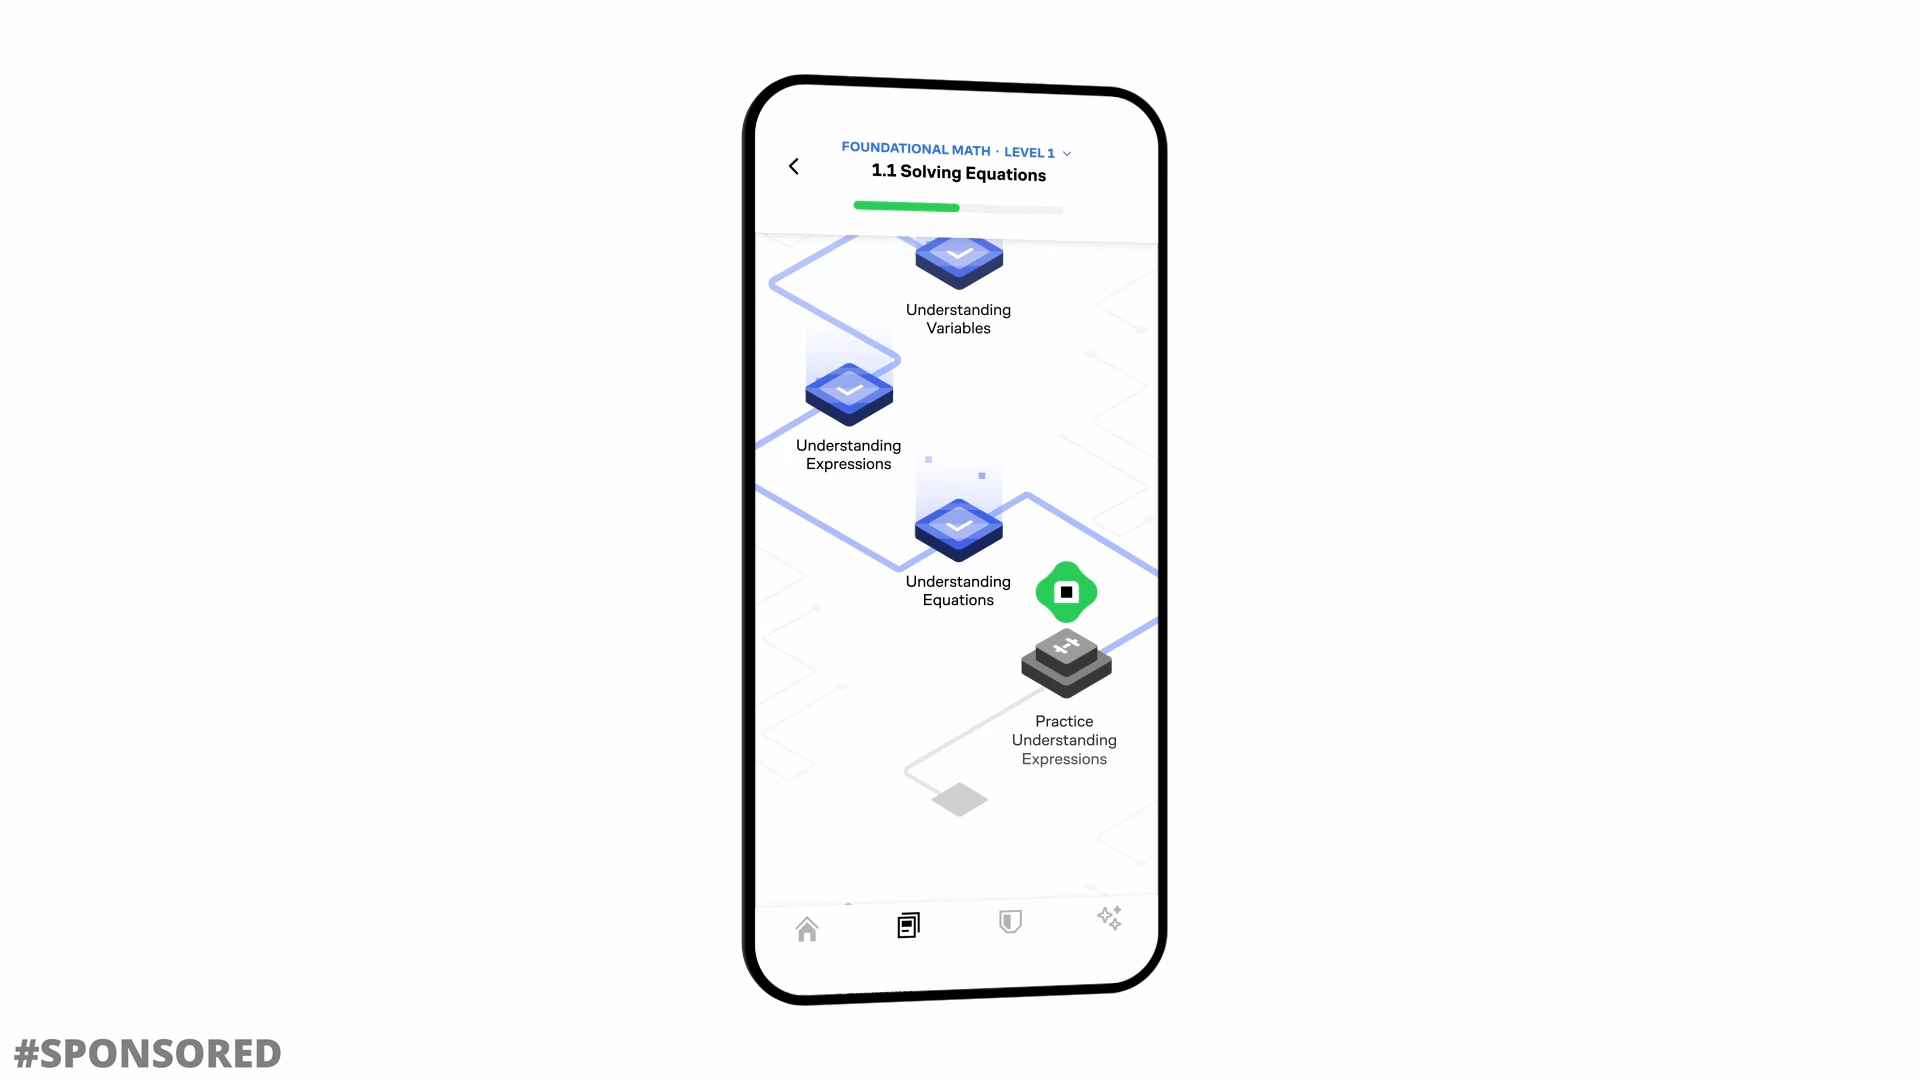 FOUNDATIONAL MATH · LEVEL 1
1.1 Solving Equations
Understanding
Variables
Understanding
Expressions
Understanding
Equations
Practice
Understanding
Expressions
#SPONSORED